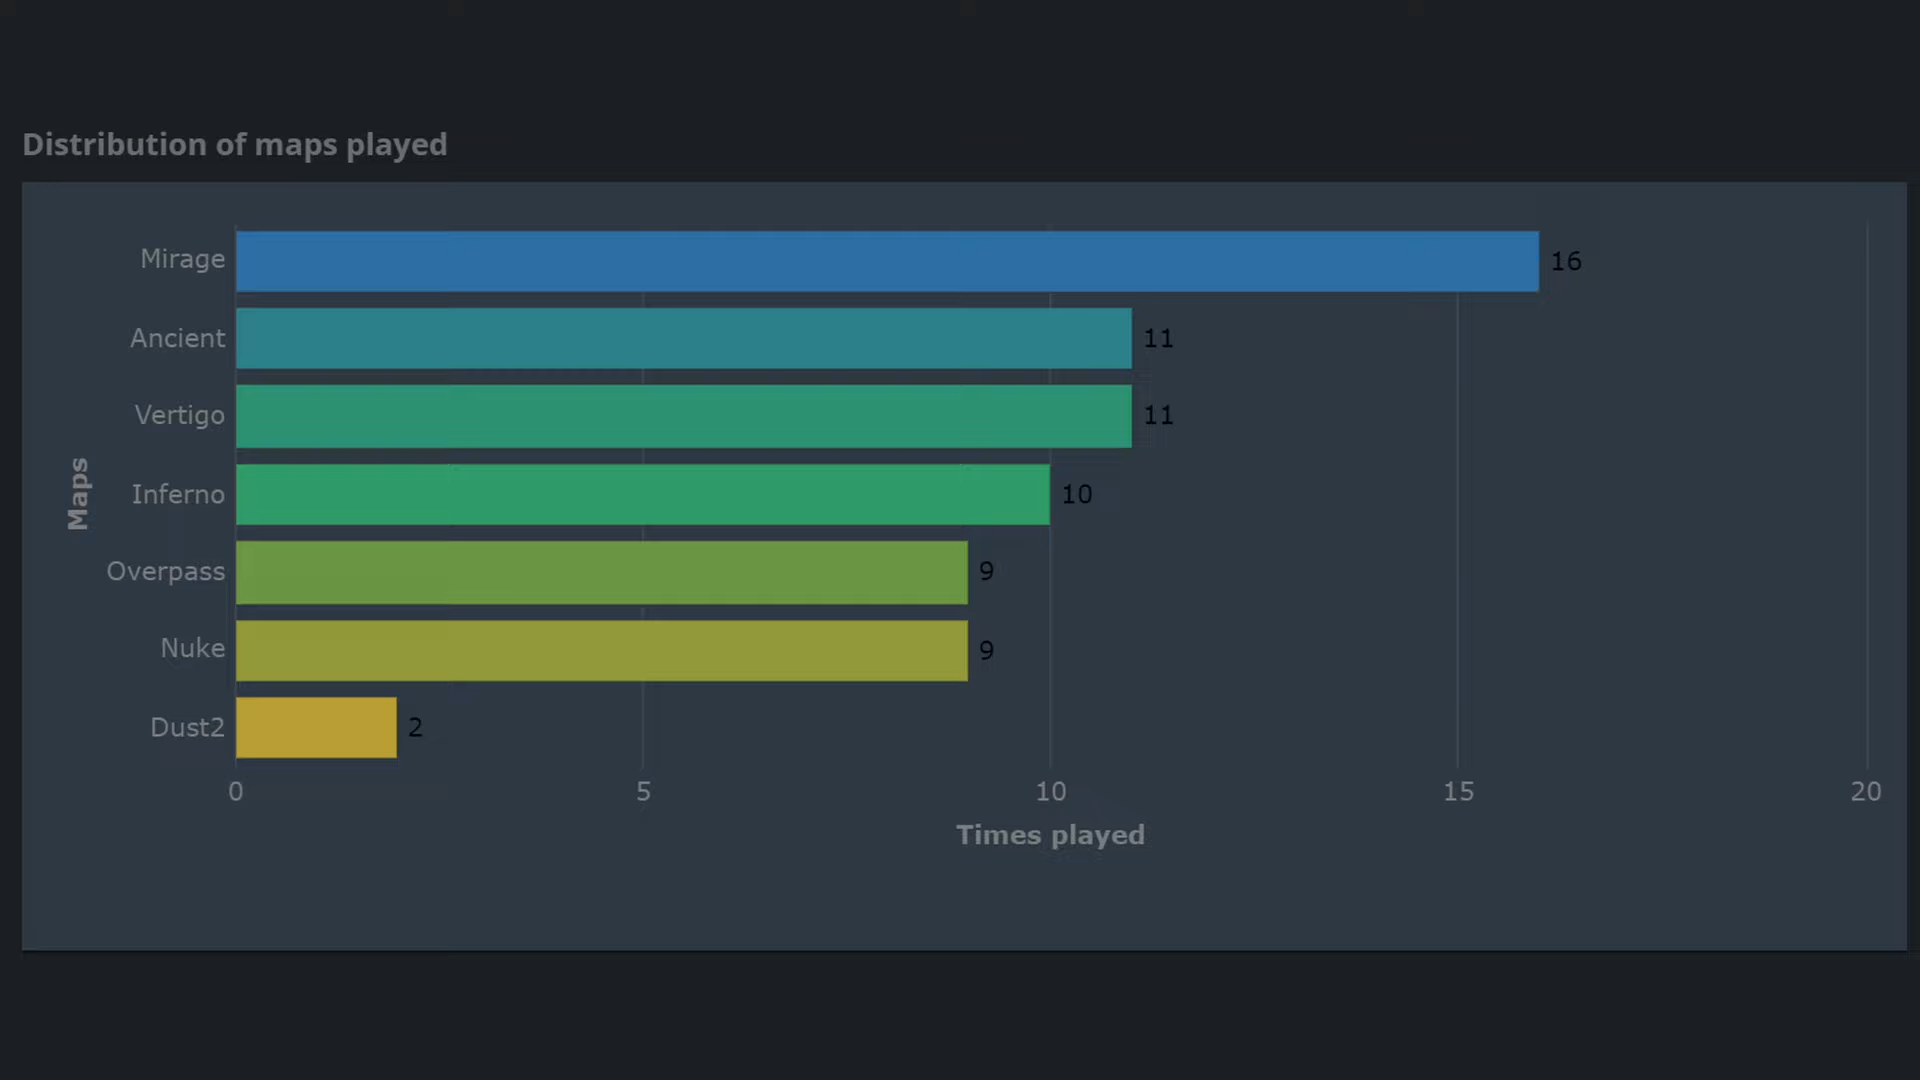 Distribution of maps played
Mirage 16
Ancient 11
Vertigo 11
Maps
Inferno 10
Overpass 9
Nuke 9
Dust2 2
0 5 10 15 20
Times played